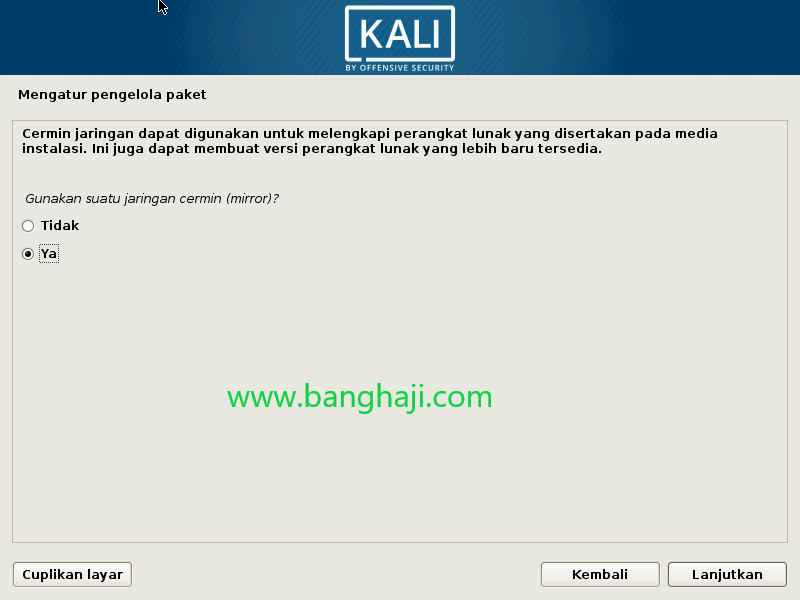 KALI
BY OFFENSIVE SECURITY
Mengatur pengelola paket
Cermin jaringan dapat digunakan untuk melengkapi perangkat lunak yang disertakan pada media
instalasi. Ini juga dapat membuat versi perangkat lunak yang lebih baru tersedia.
Gunakan suatu jaringan cermin (mirror)?
Tidak
Ya
www.banghaji.com
Cuplikan layar
Kembali
Lanjutkan